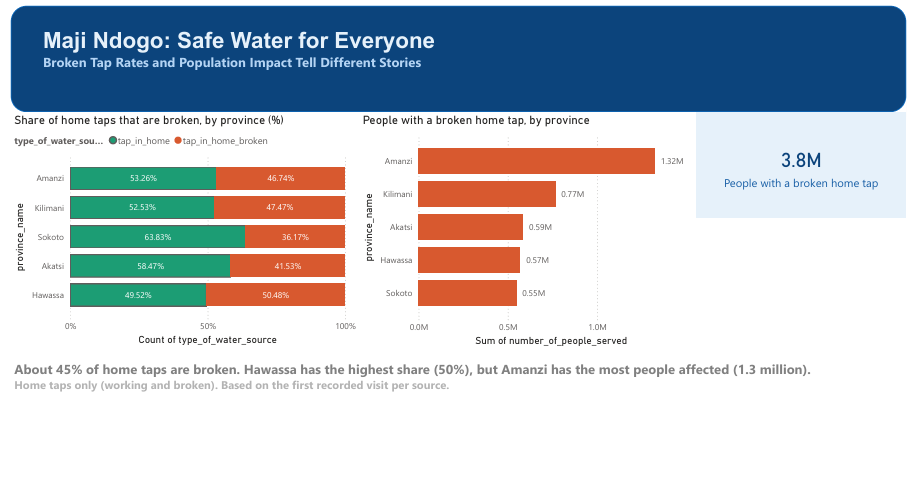 Maji Ndogo: Safe Water for Everyone
Broken Tap Rates and Population Impact Tell Different Stories
Share of home taps that are broken, by province (%)
type_of_water_sou... tap_in_home tap_in_home_broken
province_name
Amanzi 53.26% 46.74%
Kilimani 52.53% 47.47%
Sokoto 63.83% 36.17%
Akatsi 58.47% 41.53%
Hawassa 49.52% 50.48%
0% 50% 100%
Count of type_of_water_source
People with a broken home tap, by province
province_name
Amanzi 1.32M
Kilimani 0.77M
Akatsi 0.59M
Hawassa 0.57M
Sokoto 0.55M
0.0M 0.5M 1.0M
Sum of number_of_people_served
3.8M
People with a broken home tap
About 45% of home taps are broken. Hawassa has the highest share (50%), but Amanzi has the most people affected (1.3 million).
Home taps only (working and broken). Based on the first recorded visit per source.